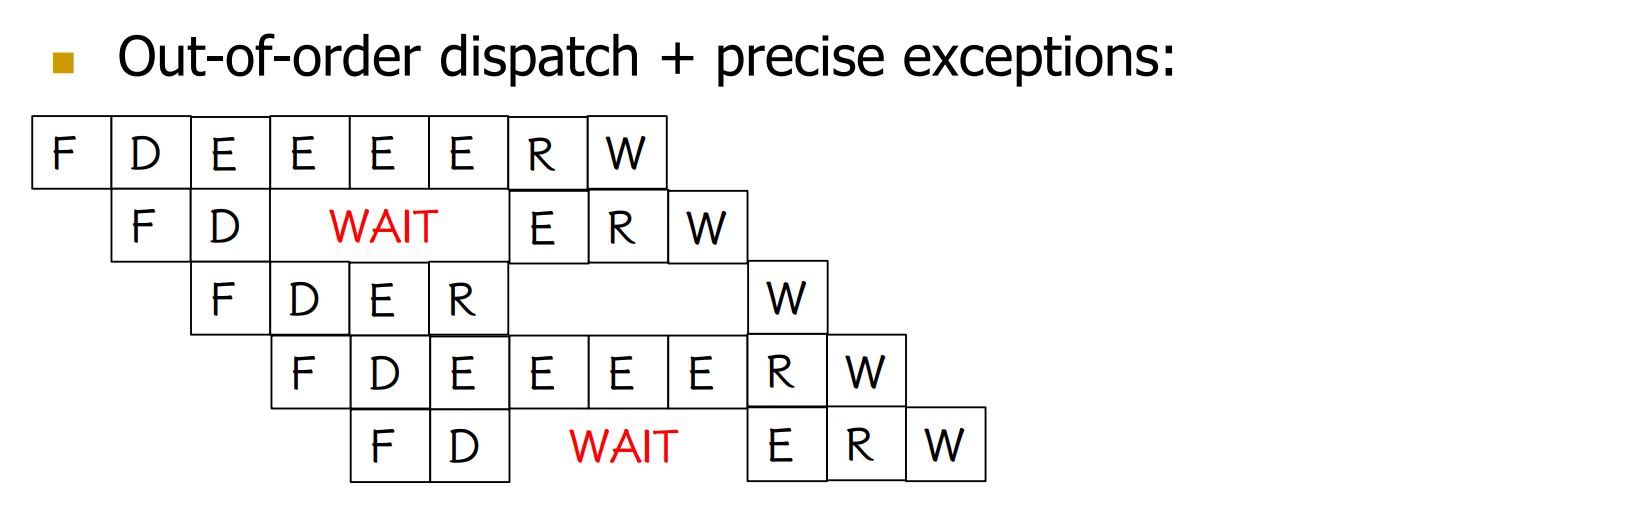 Out-of-order dispatch + precise exceptions:
F D E E E E R W
F D WAIT E R W
F D E R W
F D E E E E R W
F D WAIT E R W